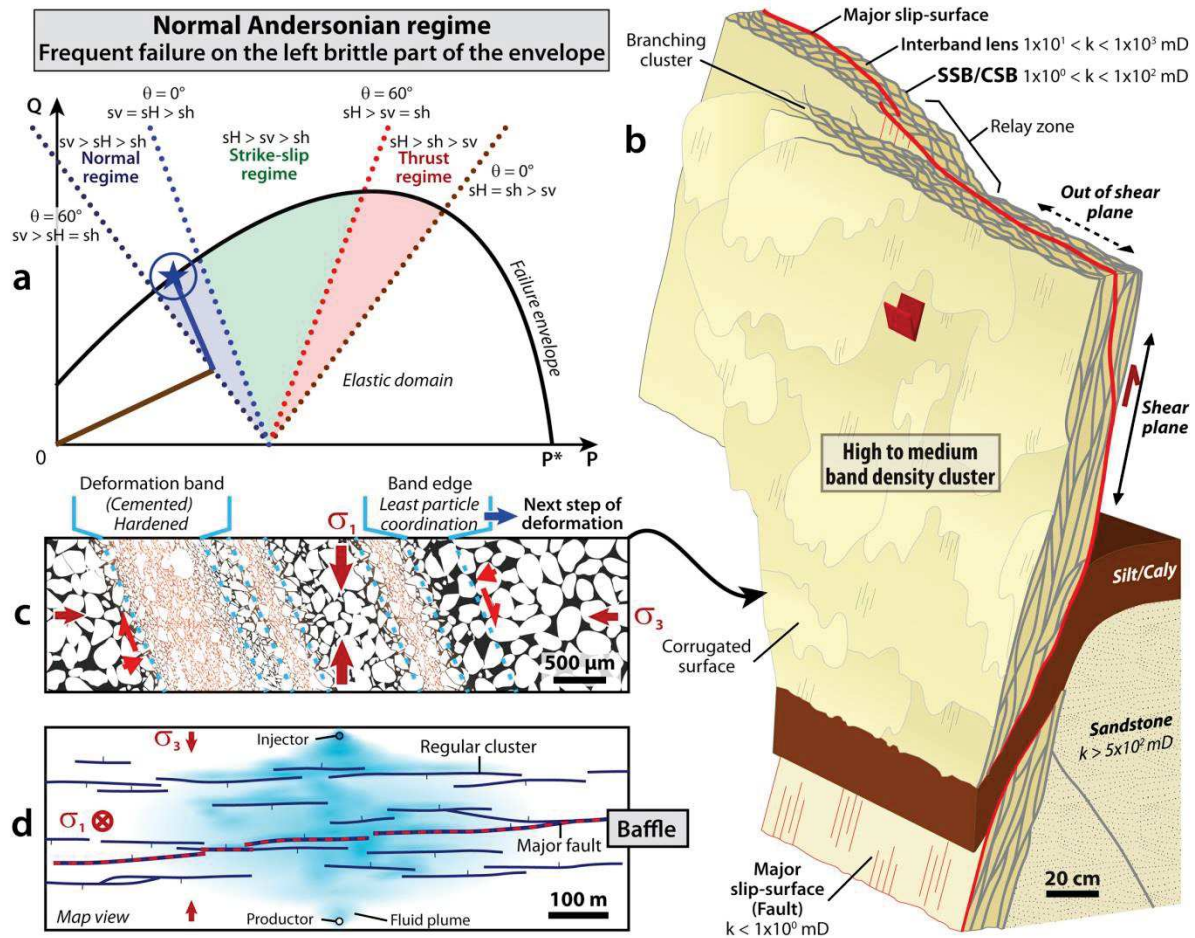 Normal Andersonian regime
Frequent failure on the left brittle part of the envelope
a
Q
θ = 0°
sv = sH > sh
θ = 60°
sH > sv = sh
sv > sH > sh
Normal
regime
sH > sv > sh
Strike-slip
regime
sH > sh > sv
Thrust
regime
θ = 0°
sH = sh > sv
θ = 60°
sv > sH = sh
Failure envelope
Elastic domain
0
P*
P
b
Major slip-surface
Interband lens 1x10¹ < k < 1x10³ mD
SSB/CSB 1x10⁰ < k < 1x10² mD
Branching
cluster
Relay zone
Out of shear
plane
Shear
plane
High to medium
band density cluster
Silt/Caly
Corrugated
surface
Sandstone
k > 5x10² mD
Major
slip-surface
(Fault)
k < 1x10⁰ mD
20 cm
c
Deformation band
(Cemented)
Hardened
Band edge
Least particle
coordination
Next step of
deformation
σ₁
σ₃
500 µm
d
σ₃
Injector
Regular cluster
σ₁
Major fault
Baffle
Map view
Productor
Fluid plume
100 m